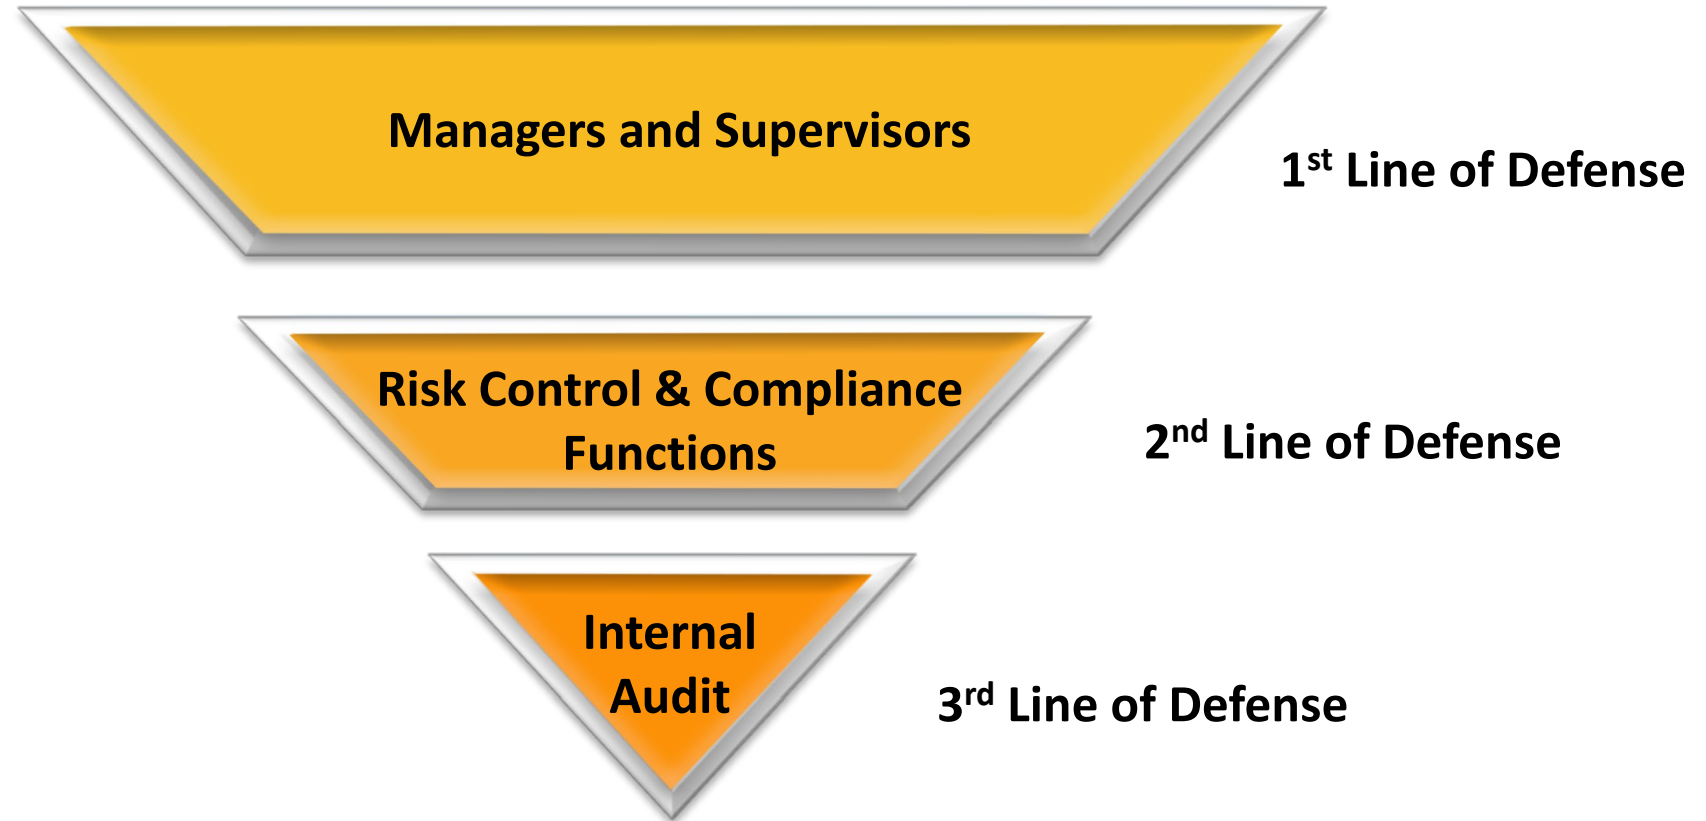 Managers and Supervisors
1st Line of Defense
Risk Control & Compliance
Functions
2nd Line of Defense
Internal
Audit
3rd Line of Defense